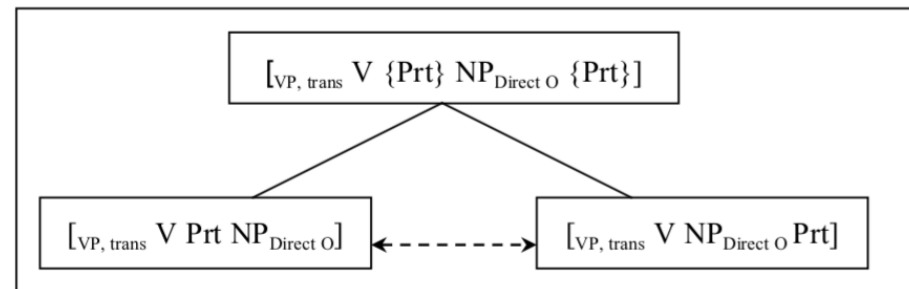 [VP, trans V {Prt} NPDirect O {Prt}]
[VP, trans V Prt NPDirect O]
[VP, trans V NPDirect O Prt]